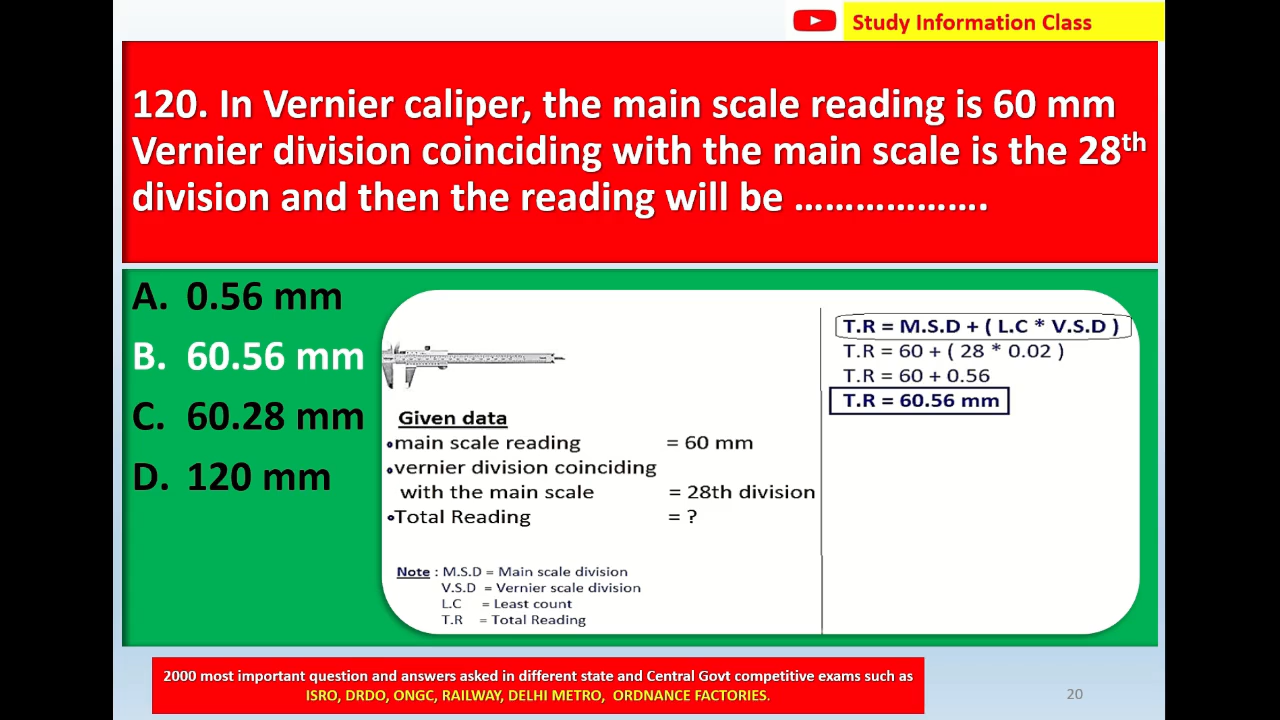 Study Information Class
120. In Vernier caliper, the main scale reading is 60 mm
Vernier division coinciding with the main scale is the 28th
division and then the reading will be ……………….
A. 0.56 mm
B. 60.56 mm
C. 60.28 mm
D. 120 mm
Given data
•main scale reading = 60 mm
•vernier division coinciding
with the main scale = 28th division
•Total Reading = ?
Note : M.S.D = Main scale division
V.S.D = Vernier scale division
L.C = Least count
T.R = Total Reading
T.R = M.S.D + ( L.C * V.S.D )
T.R = 60 + ( 28 * 0.02 )
T.R = 60 + 0.56
T.R = 60.56 mm
2000 most important question and answers asked in different state and Central Govt competitive exams such as
ISRO, DRDO, ONGC, RAILWAY, DELHI METRO, ORDNANCE FACTORIES.
20